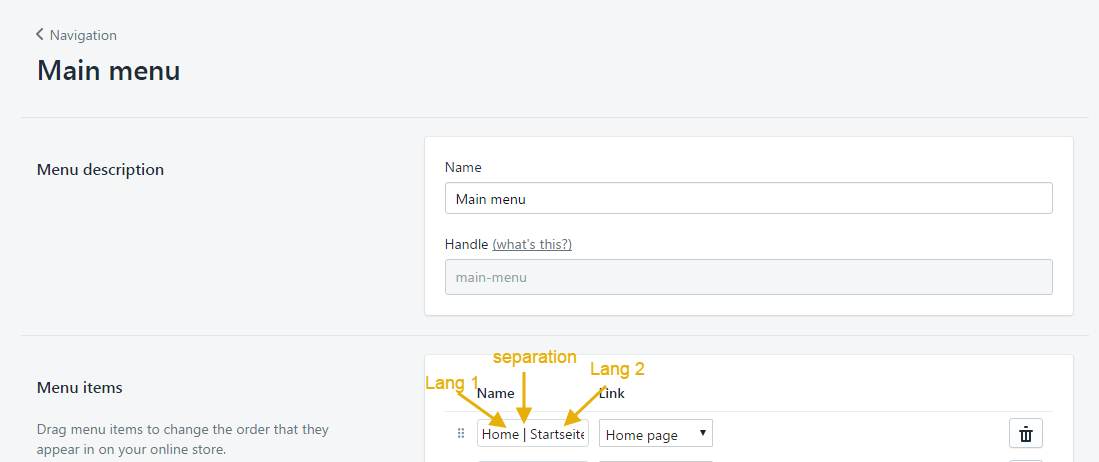 Navigation
Main menu
Menu description
Name
Main menu
Handle (what's this?)
main-menu
Menu items
Drag menu items to change the order that they
appear in on your online store.
separation
Lang 1
Lang 2
Name Link
Home | Startseite Home page